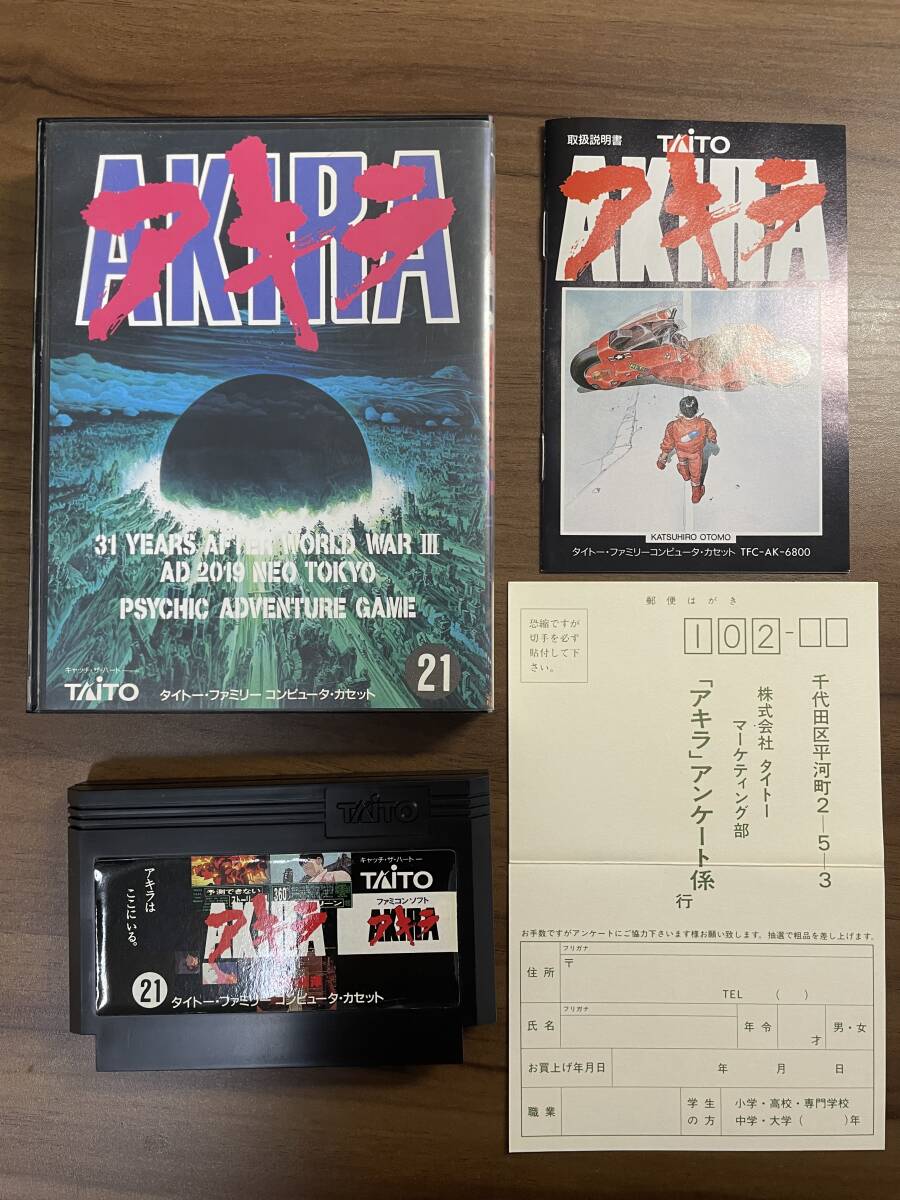 AKIRA
アキラ
31 YEARS AFTER WORLD WAR III
AD 2019 NEO TOKYO
PSYCHIC ADVENTURE GAME
キャッチ・ザ・ハート
TAITO
タイトー・ファミリー コンピュータ・カセット
21
取扱説明書
TAITO
AKIRA
アキラ
KATSUHIRO OTOMO
タイトー・ファミリーコンピュータ・カセット TFC-AK-6800
TAITO
アキラは
ここにいる。
予測できない
360°
AKIRA
アキラ
キャッチ・ザ・ハート
TAITO
ファミコンソフト
AKIRA
アキラ
21
タイトー・ファミリー コンピュータ・カセット
郵便はがき
恐縮ですが
切手を必ず
貼付して下
さい。
102-
千代田区平河町2-5-3
株式会社 タイトー
マーケティング部
「アキラ」アンケート係
行
お手数ですがアンケートにご協力下さいます様お願い致します。抽選で粗品を差し上げます。
住所
フリガナ
〒
TEL ( )
氏名
フリガナ
年令
才
男・女
お買上げ年月日
年 月 日
職業
学生
の方
小学・高校・専門学校
中学・大学( )年